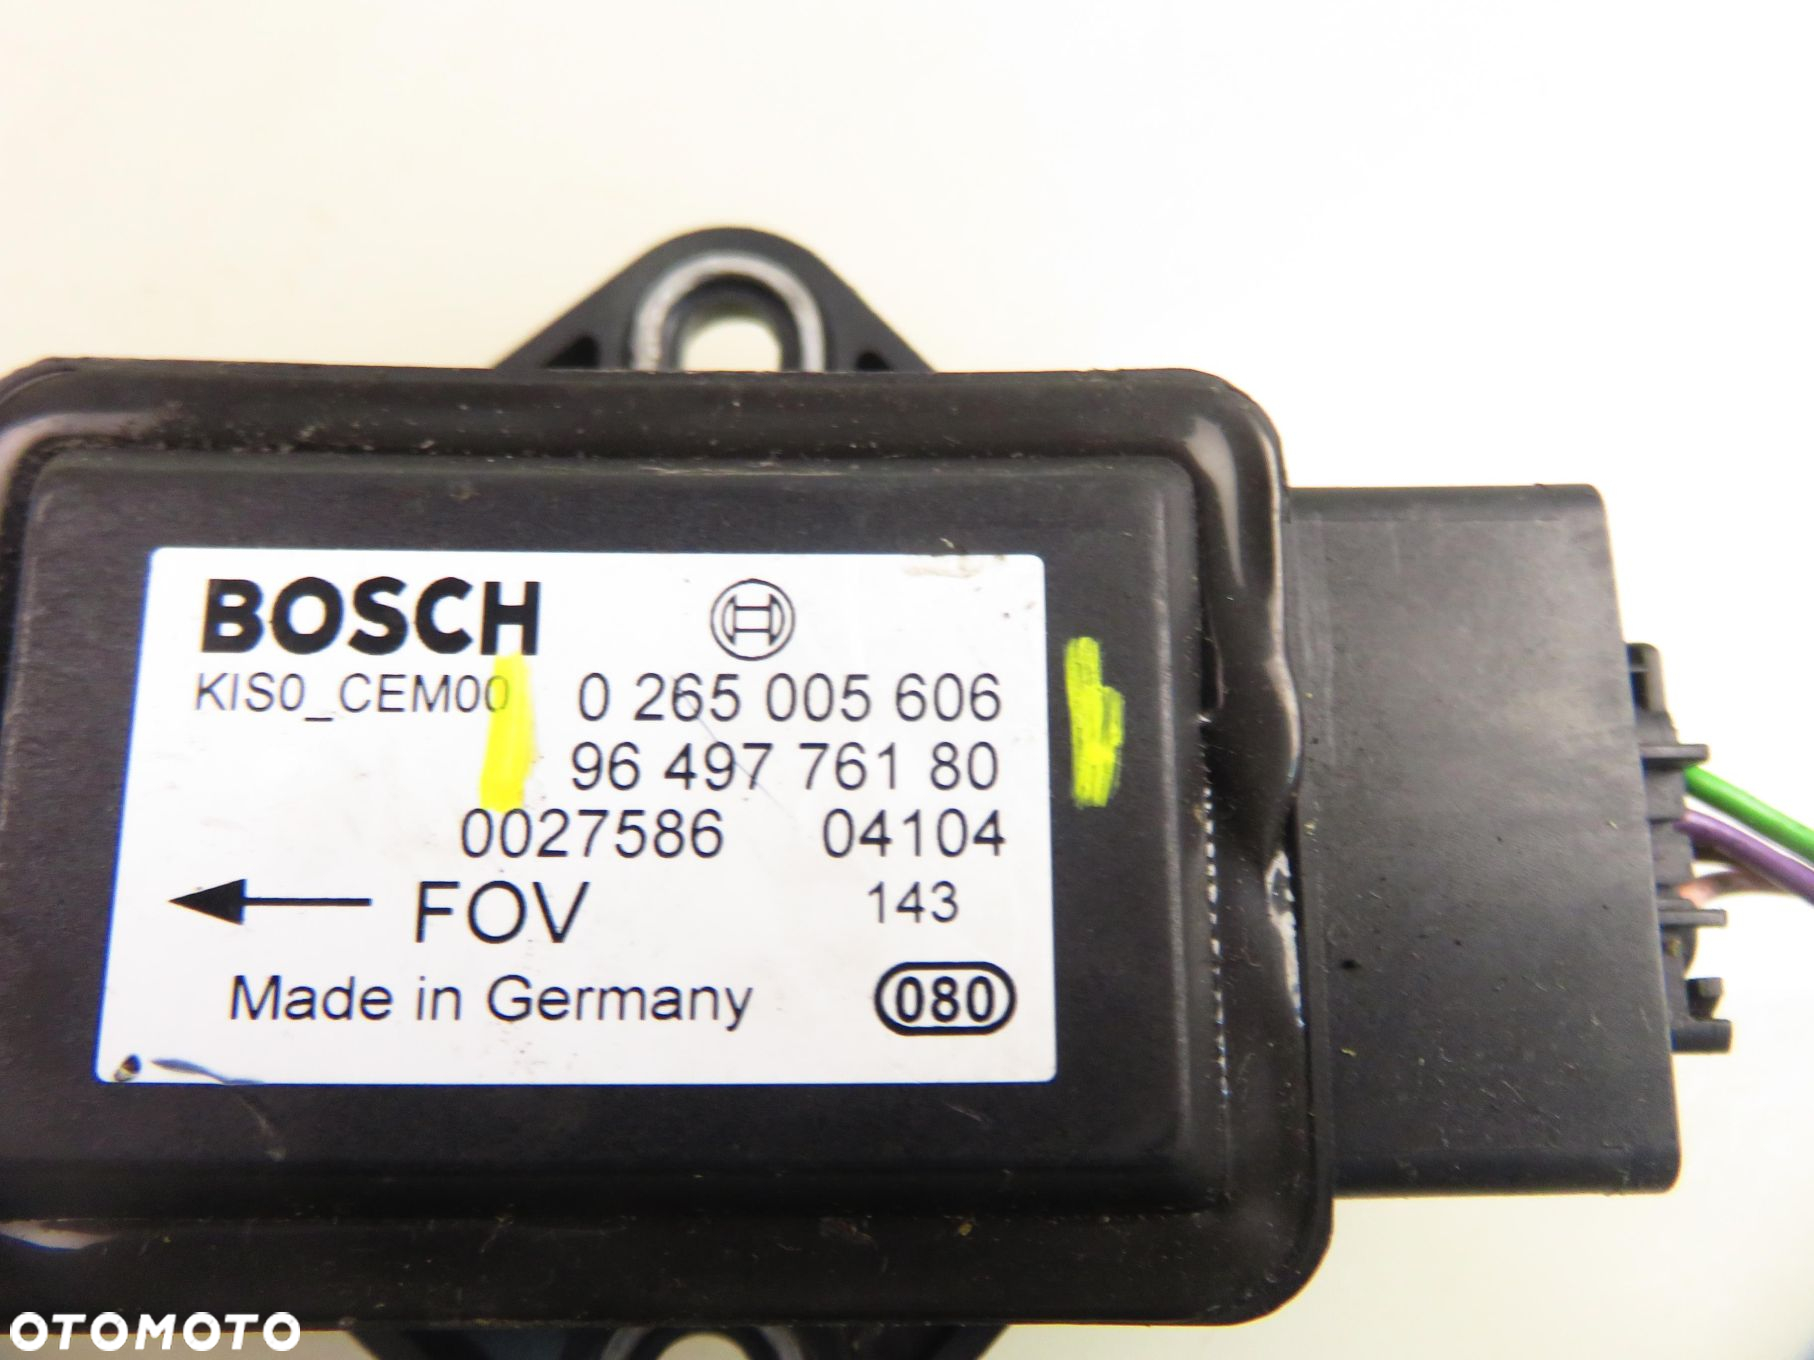 BOSCH
KIS0_CEM00 0 265 005 606
96 497 761 80
0027586 04104
FOV 143
Made in Germany 080
OTOMOTO